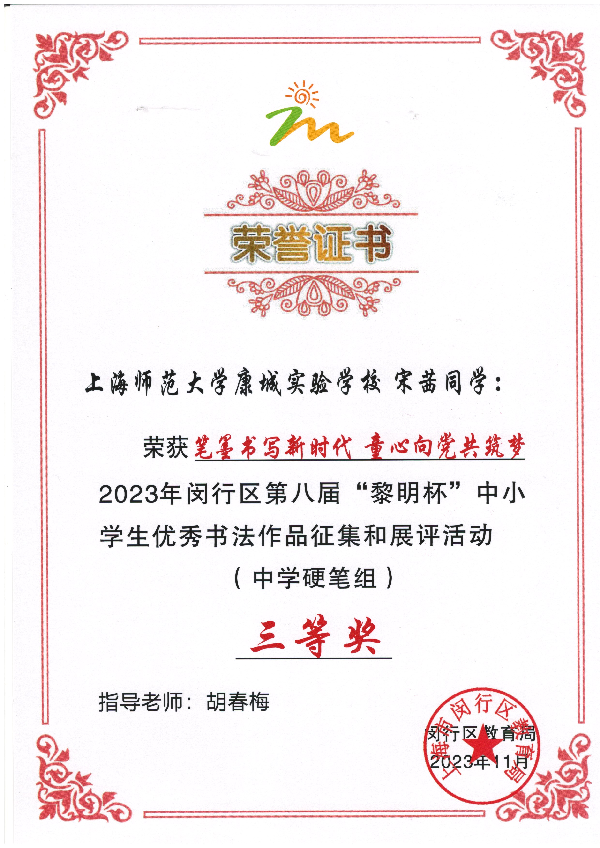 荣誉证书
上海师范大学康城实验学校 宋茜同学：
荣获笔墨书写新时代 童心向党共筑梦
2023年闵行区第八届“黎明杯”中小
学生优秀书法作品征集和展评活动
（中学硬笔组）
三等奖
指导老师：胡春梅
闵行区教育局
2023年11月
上海市闵行区教育局